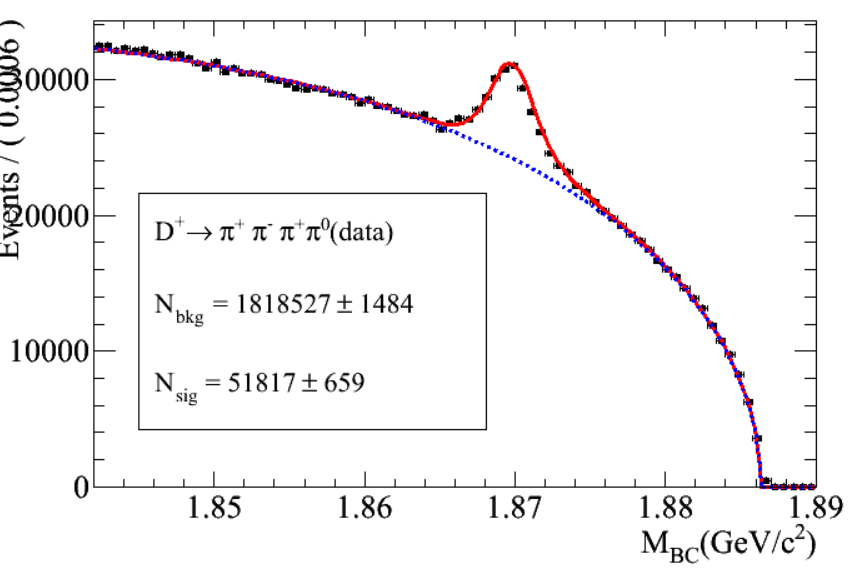 Events / ( 0.0006 )
30000
20000
10000
0
D⁺→ π⁺ π⁻ π⁺π⁰(data)
N_bkg = 1818527 ± 1484
N_sig = 51817 ± 659
1.85 1.86 1.87 1.88 1.89
M_BC(GeV/c²)